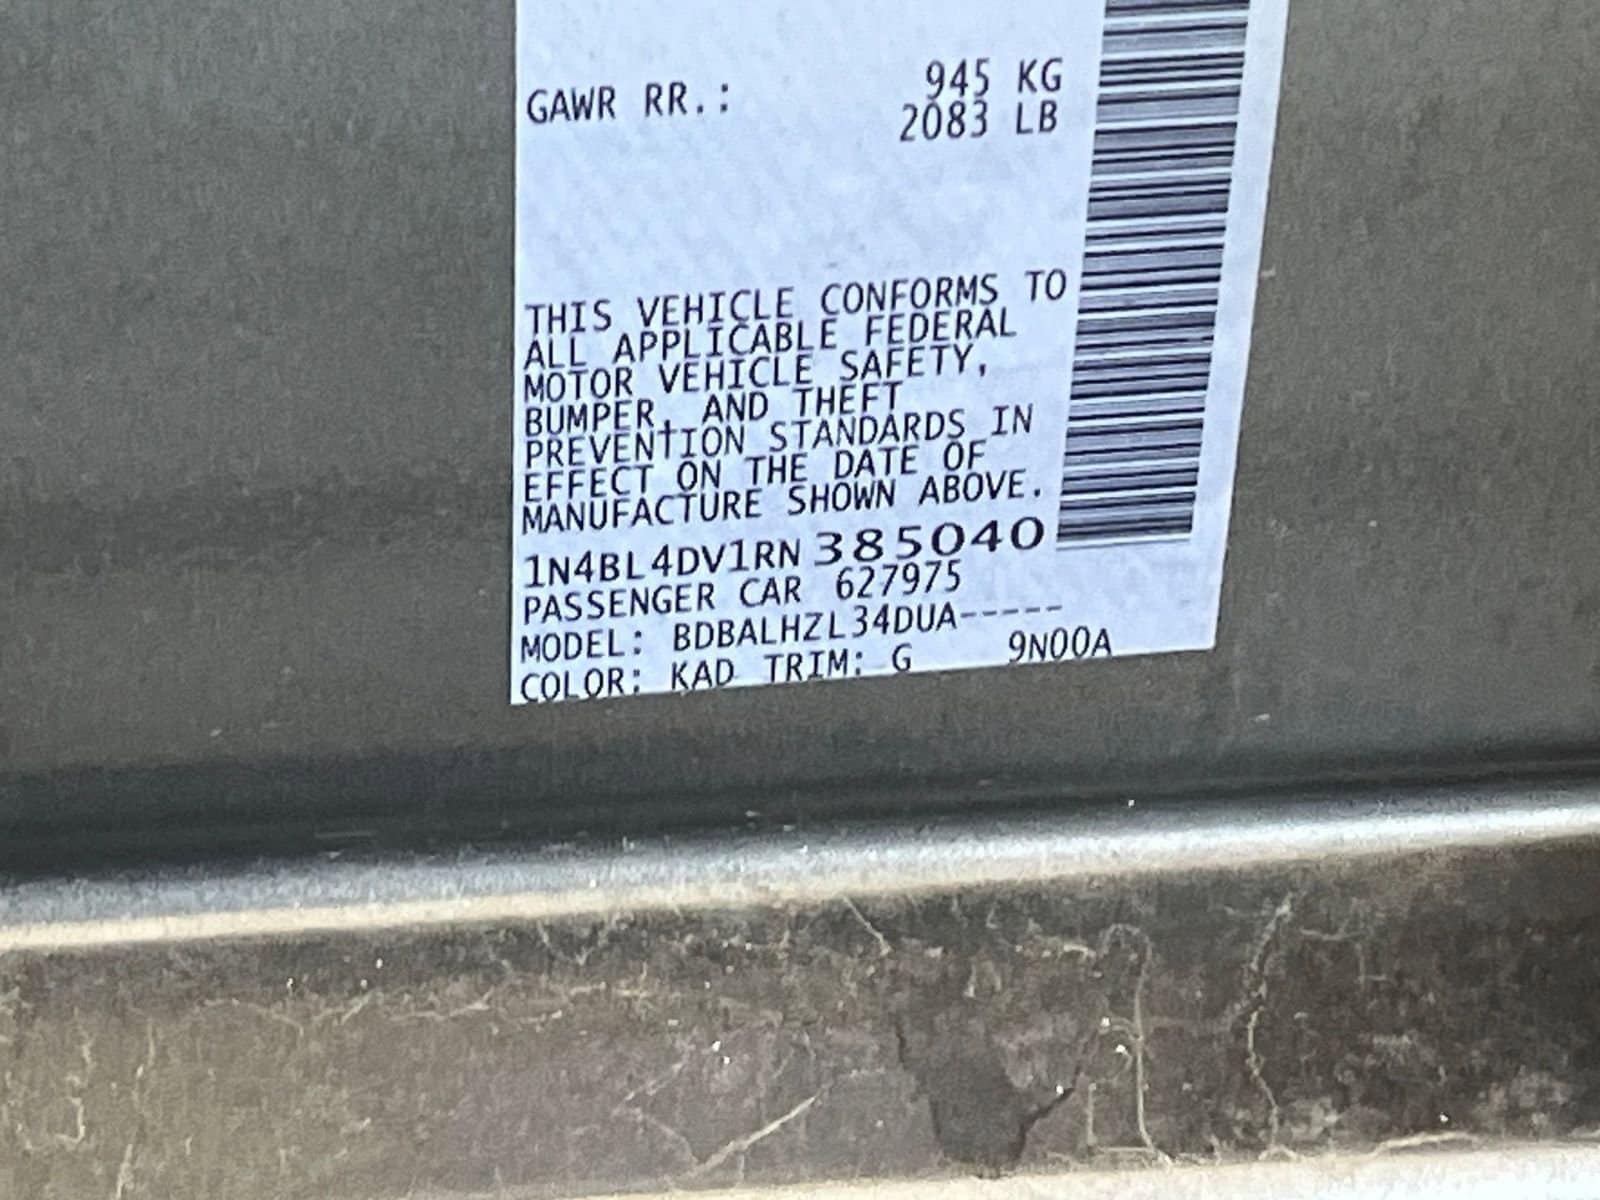 GAWR RR.: 945 KG
2083 LB
THIS VEHICLE CONFORMS TO
ALL APPLICABLE FEDERAL
MOTOR VEHICLE SAFETY,
BUMPER, AND THEFT
PREVENTION STANDARDS IN
EFFECT ON THE DATE OF
MANUFACTURE SHOWN ABOVE.
1N4BL4DV1RN385040
PASSENGER CAR 627975
MODEL: BDBALHZL34DUA-----
COLOR: KAD TRIM: G 9N00A